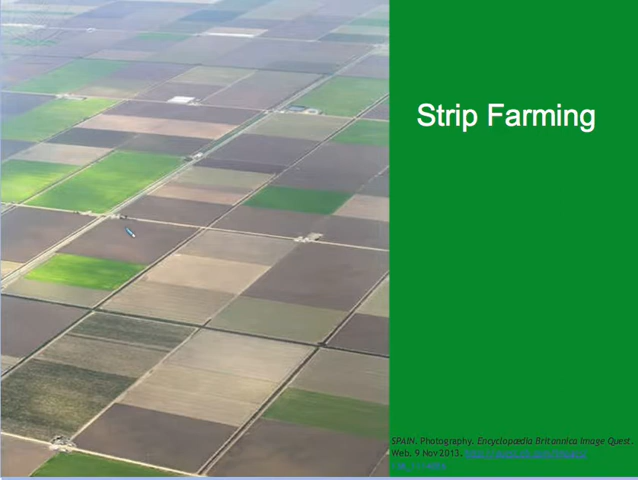 Strip Farming
SPAIN. Photography. Encyclopædia Britannica Image Quest.
Web. 9 Nov 2013.